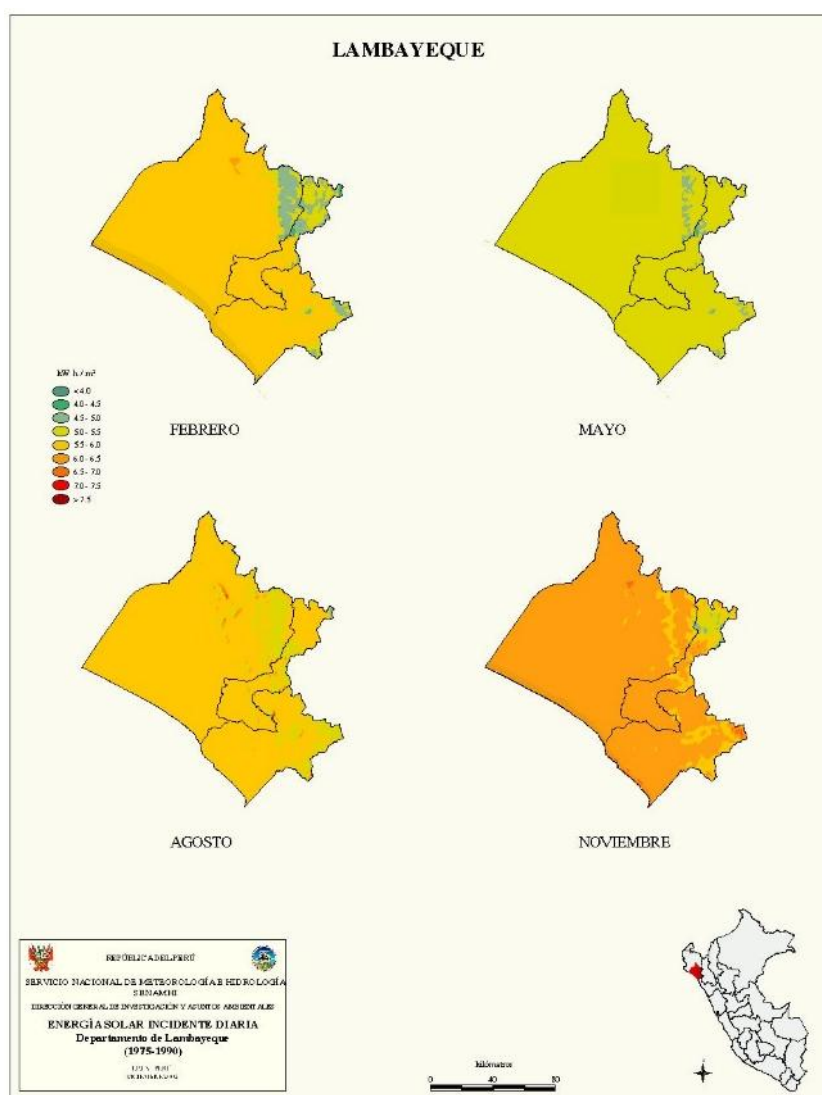 LAMBAYEQUE
kW h / m²
< 4.0
4.0 - 4.5
4.5 - 5.0
5.0 - 5.5
5.5 - 6.0
6.0 - 6.5
6.5 - 7.0
7.0 - 7.5
> 7.5
FEBRERO
MAYO
AGOSTO
NOVIEMBRE
REPÚBLICA DEL PERÚ
SERVICIO NACIONAL DE METEOROLOGÍA E HIDROLOGÍA
SENAMHI
DIRECCIÓN GENERAL DE INVESTIGACIÓN Y ASUNTOS AMBIENTALES
ENERGÍA SOLAR INCIDENTE DIARIA
Departamento de Lambayeque
(1975-1990)
kilómetros
0 40 80